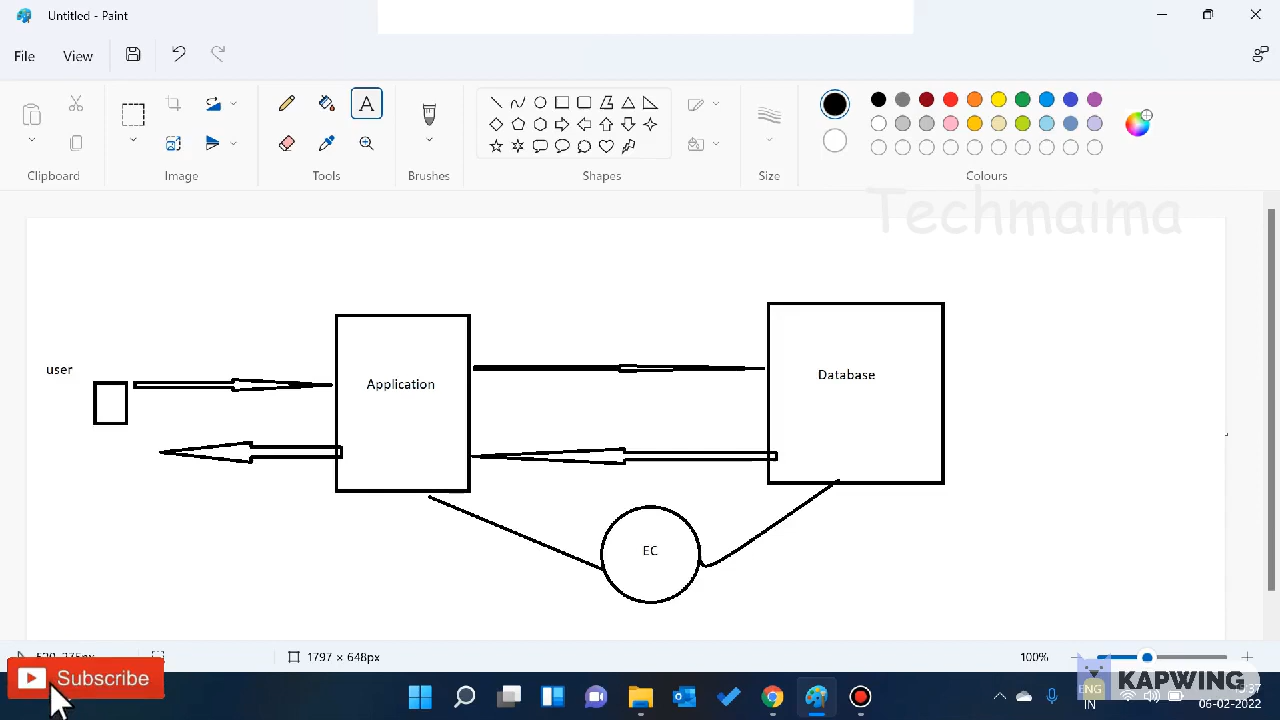 Untitled - Paint
File View
Clipboard Image Tools Brushes Shapes Size Colours
Techmaima
user
Application
Database
EC
1797 × 648px
100%
Subscribe
KAPWING
ENG
IN
06-02-2022